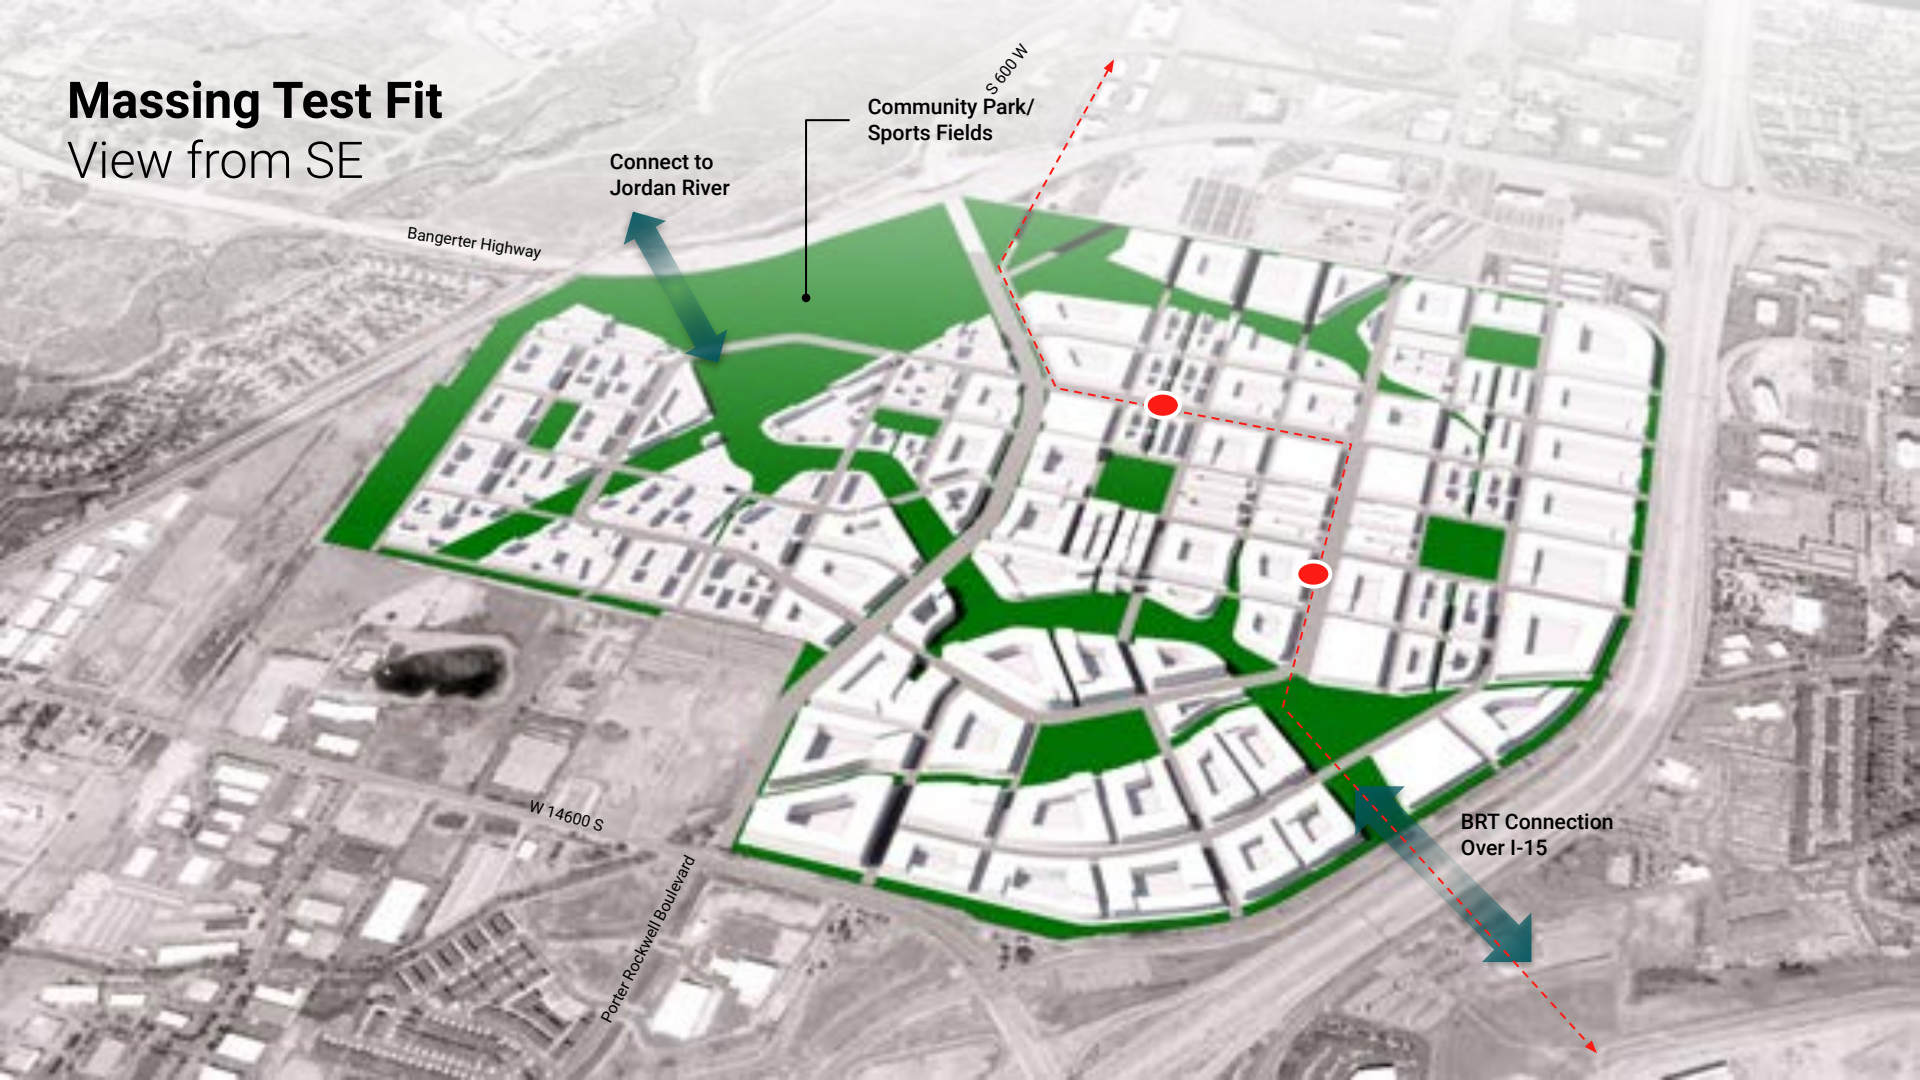 Massing Test Fit
View from SE
S 600 W
Community Park/
Sports Fields
Connect to
Jordan River
Bangerter Highway
W 14600 S
Porter Rockwell Boulevard
BRT Connection
Over I-15